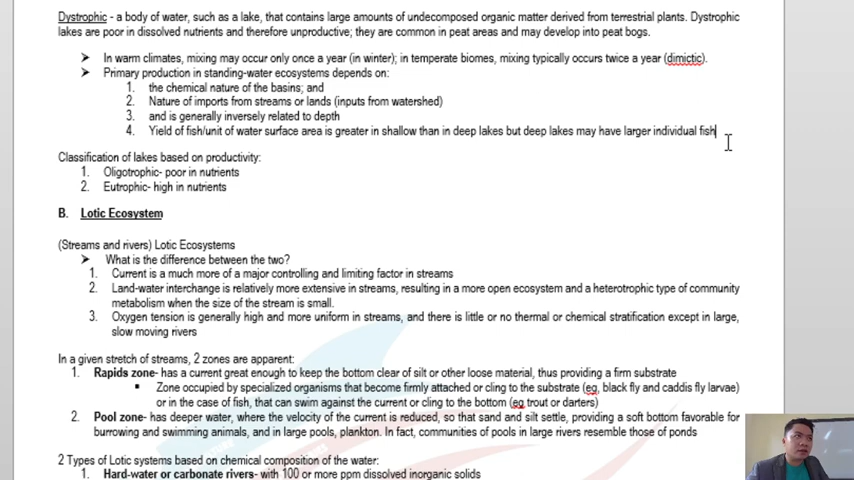 Dystrophic - a body of water, such as a lake, that contains large amounts of undecomposed organic matter derived from terrestrial plants. Dystrophic
lakes are poor in dissolved nutrients and therefore unproductive; they are common in peat areas and may develop into peat bogs.
➤ In warm climates, mixing may occur only once a year (in winter); in temperate biomes, mixing typically occurs twice a year (dimictic).
➤ Primary production in standing-water ecosystems depends on:
1. the chemical nature of the basins; and
2. Nature of imports from streams or lands (inputs from watershed)
3. and is generally inversely related to depth
4. Yield of fish/unit of water surface area is greater in shallow than in deep lakes but deep lakes may have larger individual fish
Classification of lakes based on productivity:
1. Oligotrophic- poor in nutrients
2. Eutrophic- high in nutrients
B. Lotic Ecosystem
(Streams and rivers) Lotic Ecosystems
➤ What is the difference between the two?
1. Current is a much more of a major controlling and limiting factor in streams
2. Land-water interchange is relatively more extensive in streams, resulting in a more open ecosystem and a heterotrophic type of community
metabolism when the size of the stream is small.
3. Oxygen tension is generally high and more uniform in streams, and there is little or no thermal or chemical stratification except in large,
slow moving rivers
In a given stretch of streams, 2 zones are apparent:
1. Rapids zone- has a current great enough to keep the bottom clear of silt or other loose material, thus providing a firm substrate
▪ Zone occupied by specialized organisms that become firmly attached or cling to the substrate (eg, black fly and caddis fly larvae)
or in the case of fish, that can swim against the current or cling to the bottom (eg trout or darters)
2. Pool zone- has deeper water, where the velocity of the current is reduced, so that sand and silt settle, providing a soft bottom favorable for
burrowing and swimming animals, and in large pools, plankton. In fact, communities of pools in large rivers resemble those of ponds
2 Types of Lotic systems based on chemical composition of the water:
1. Hard-water or carbonate rivers- with 100 or more ppm dissolved inorganic solids